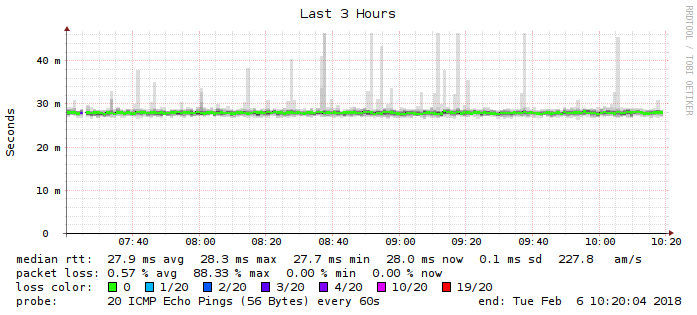 Last 3 Hours
RRDTOOL / TOBI OETIKER
Seconds
40 m
30 m
20 m
10 m
0
07:40 08:00 08:20 08:40 09:00 09:20 09:40 10:00 10:20
median rtt: 27.9 ms avg 28.3 ms max 27.7 ms min 28.0 ms now 0.1 ms sd 227.8 am/s
packet loss: 0.57 % avg 88.33 % max 0.00 % min 0.00 % now
loss color: 0 1/20 2/20 3/20 4/20 10/20 19/20
probe: 20 ICMP Echo Pings (56 Bytes) every 60s end: Tue Feb 6 10:20:04 2018